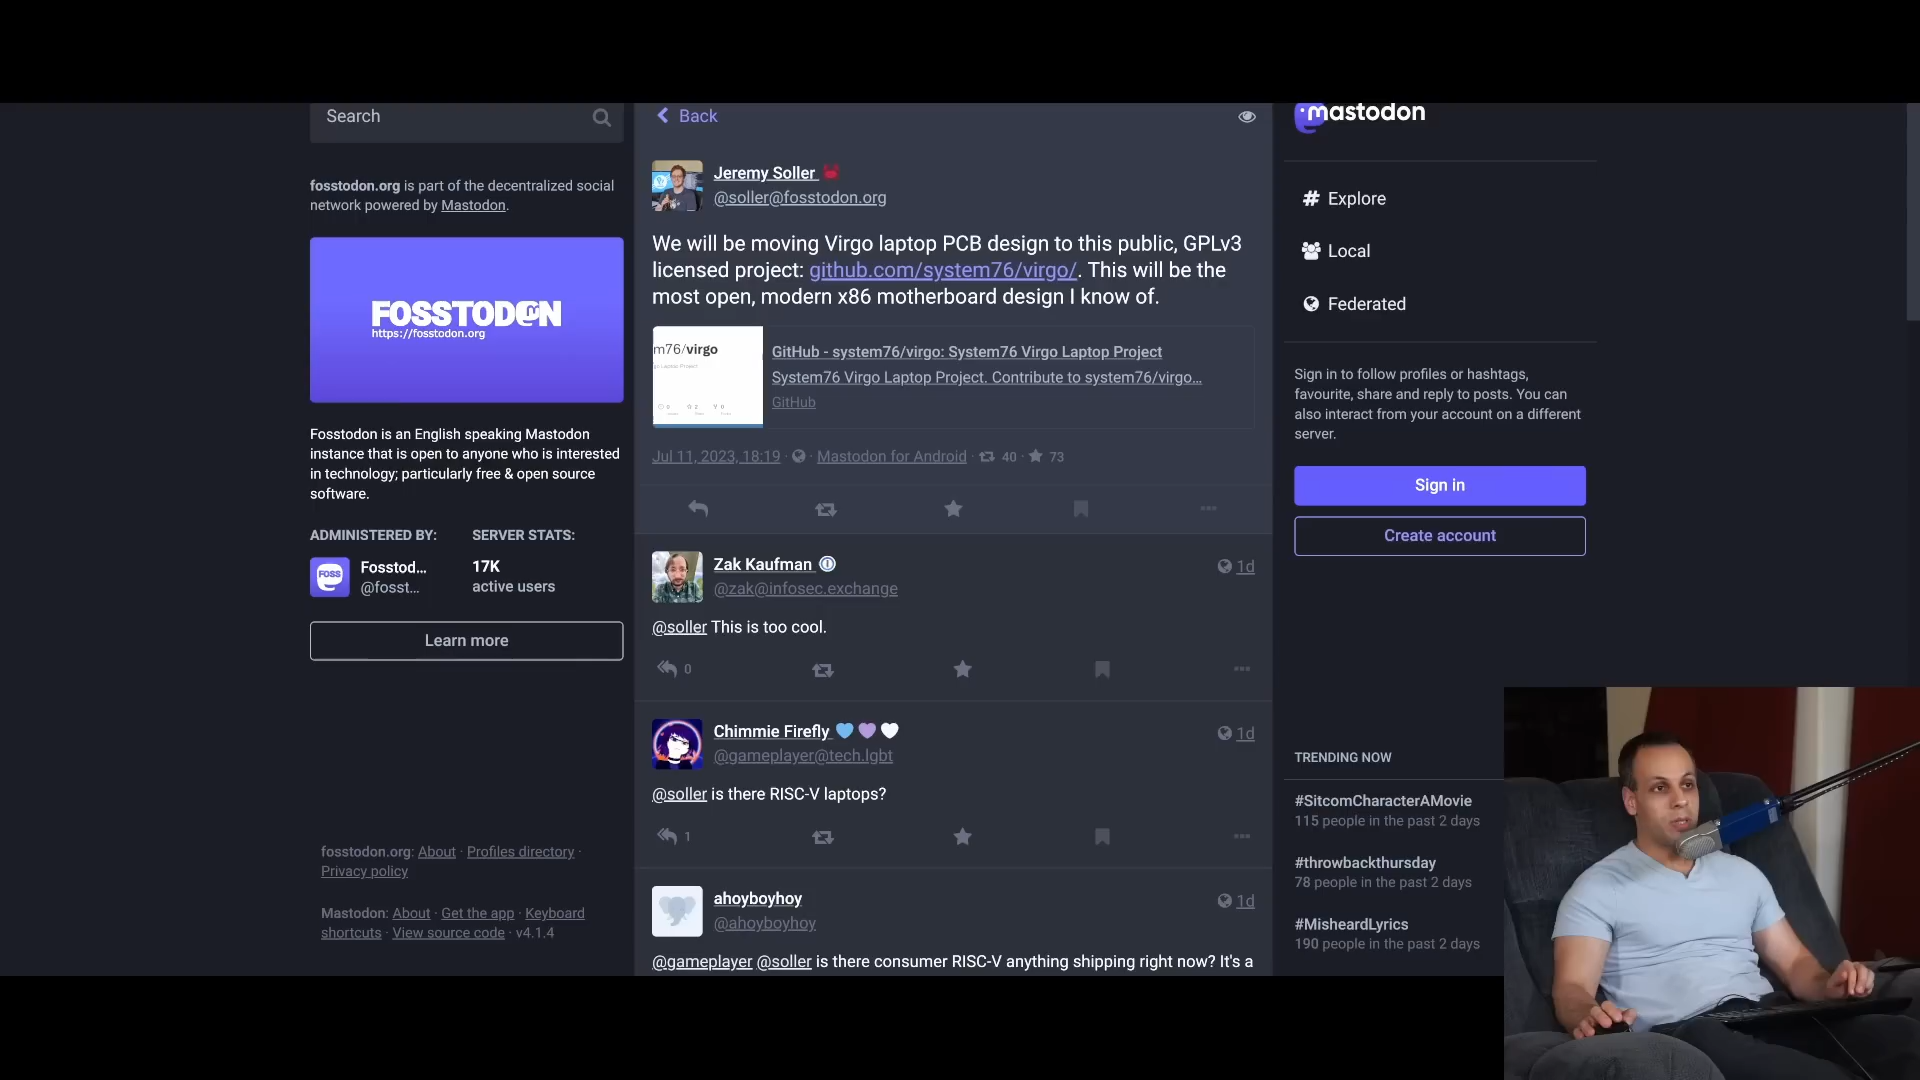 Search
fosstodon.org is part of the decentralized social
network powered by Mastodon.
FOSSTODON
https://fosstodon.org
Fosstodon is an English speaking Mastodon
instance that is open to anyone who is interested
in technology; particularly free & open source
software.
ADMINISTERED BY:
FOSS
Fosstod...
@fosst...
SERVER STATS:
17K
active users
Learn more
fosstodon.org: About · Profiles directory ·
Privacy policy
Mastodon: About · Get the app · Keyboard
shortcuts · View source code · v4.1.4
Back
Jeremy Soller
@soller@fosstodon.org
We will be moving Virgo laptop PCB design to this public, GPLv3
licensed project: github.com/system76/virgo/. This will be the
most open, modern x86 motherboard design I know of.
m76/virgo
GitHub - system76/virgo: System76 Virgo Laptop Project
System76 Virgo Laptop Project. Contribute to system76/virgo...
GitHub
Jul 11, 2023, 18:19 · Mastodon for Android · 40 · 73
Zak Kaufman
1d
@zak@infosec.exchange
@soller This is too cool.
0
Chimmie Firefly 💙💜🤍
1d
@gameplayer@tech.lgbt
@soller is there RISC-V laptops?
1
ahoyboyhoy
1d
@ahoyboyhoy
@gameplayer @soller is there consumer RISC-V anything shipping right now? It's a
mastodon
# Explore
Local
Federated
Sign in to follow profiles or hashtags,
favourite, share and reply to posts. You can
also interact from your account on a different
server.
Sign in
Create account
TRENDING NOW
#SitcomCharacterAMovie
115 people in the past 2 days
#throwbackthursday
78 people in the past 2 days
#MisheardLyrics
190 people in the past 2 days